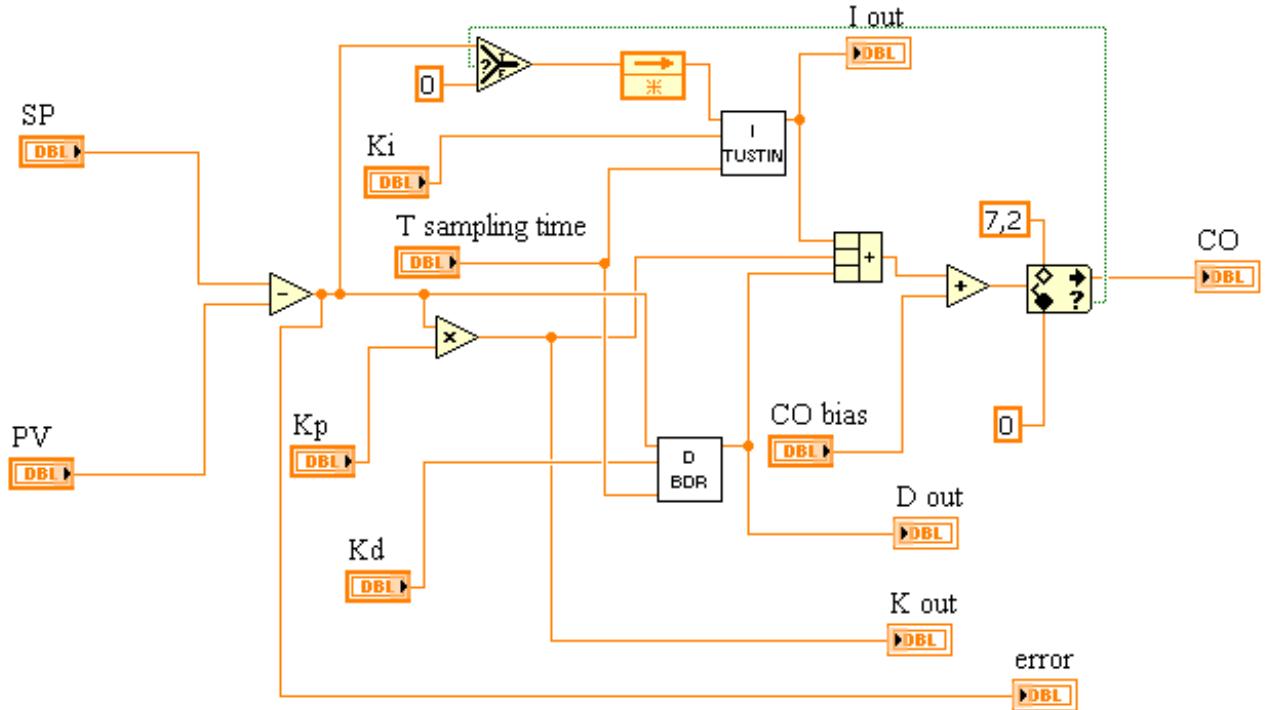 I out
DBL
?
T
F
0
SP
DBL
I
TUSTIN
Ki
DBL
T sampling time
DBL
7,2
CO
DBL
+
-
+
?
x
Kp
DBL
CO bias
DBL
0
PV
DBL
D
BDR
D out
DBL
Kd
DBL
K out
DBL
error
DBL